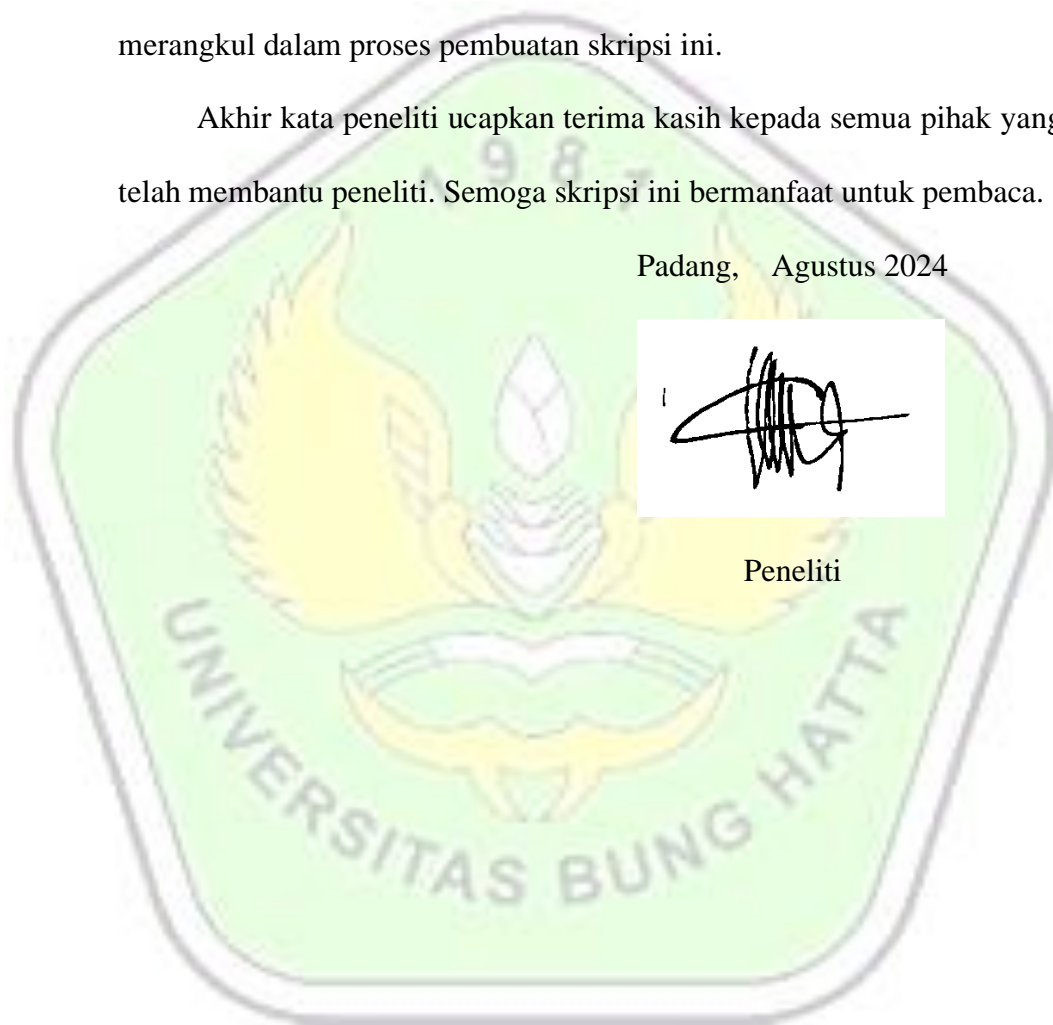 merangkul dalam proses pembuatan skripsi ini.
Akhir kata peneliti ucapkan terima kasih kepada semua pihak yang
telah membantu peneliti. Semoga skripsi ini bermanfaat untuk pembaca.
Padang, Agustus 2024
Peneliti
UNIVERSITAS BUNG HATTA